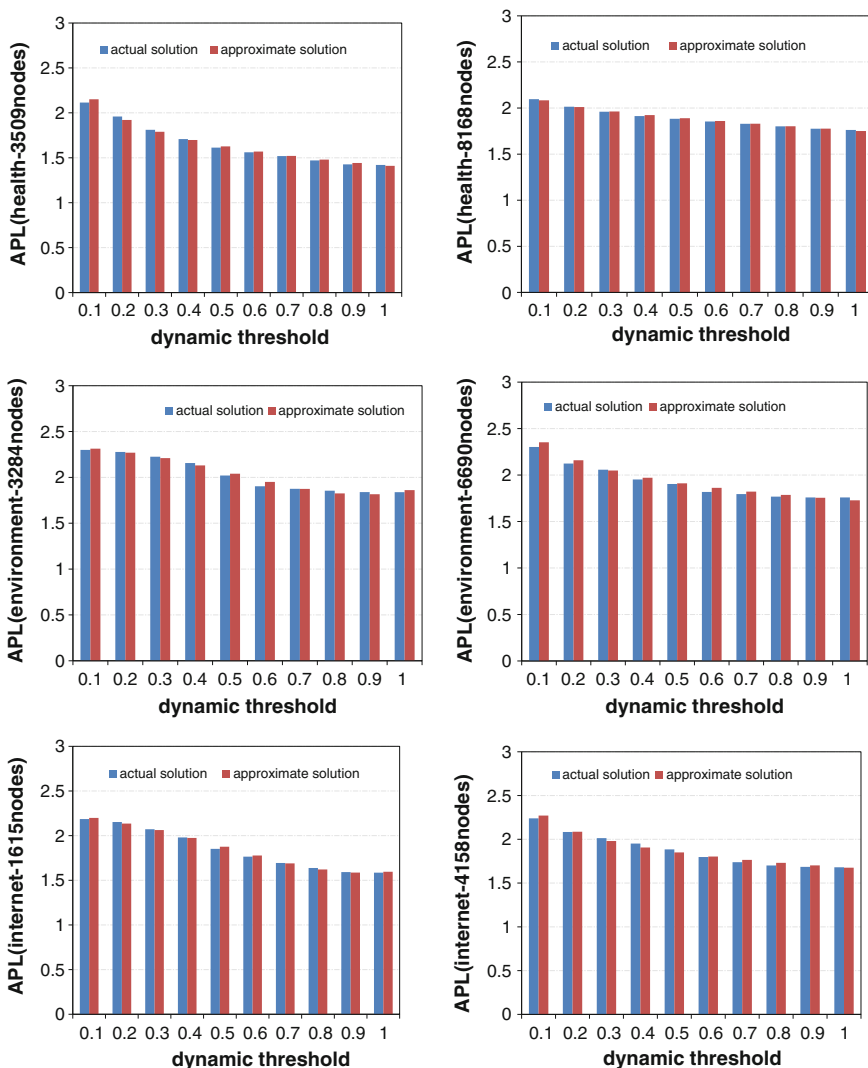 APL(health-3509nodes)
3
2.5
2
1.5
1
0.5
0
actual solution approximate solution
0.1 0.2 0.3 0.4 0.5 0.6 0.7 0.8 0.9 1
dynamic threshold
APL(health-8168nodes)
3
2.5
2
1.5
1
0.5
0
actual solution approximate solution
0.1 0.2 0.3 0.4 0.5 0.6 0.7 0.8 0.9 1
dynamic threshold
APL(environment-3284nodes)
3
2.5
2
1.5
1
0.5
0
actual solution approximate solution
0.1 0.2 0.3 0.4 0.5 0.6 0.7 0.8 0.9 1
dynamic threshold
APL(environment-6690nodes)
3
2.5
2
1.5
1
0.5
0
actual solution approximate solution
0.1 0.2 0.3 0.4 0.5 0.6 0.7 0.8 0.9 1
dynamic threshold
APL(internet-1615nodes)
3
2.5
2
1.5
1
0.5
0
actual solution approximate solution
0.1 0.2 0.3 0.4 0.5 0.6 0.7 0.8 0.9 1
dynamic threshold
APL(internet-4158nodes)
3
2.5
2
1.5
1
0.5
0
actual solution approximate solution
0.1 0.2 0.3 0.4 0.5 0.6 0.7 0.8 0.9 1
dynamic threshold